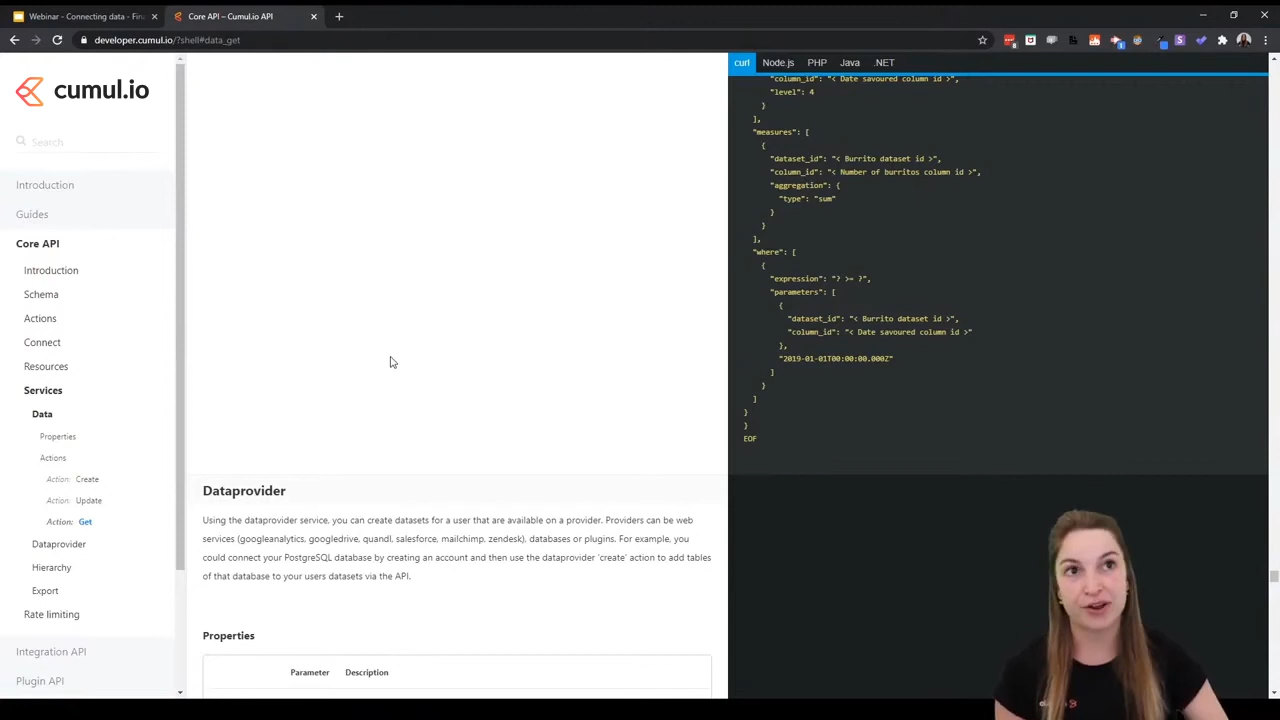 Webinar - Connecting data - Fin
Core API – Cumul.io API
developer.cumul.io/?shell#data_get
cumul.io
Search
Introduction
Guides
Core API
Introduction
Schema
Actions
Connect
Resources
Services
Data
Properties
Actions
Action: Create
Action: Update
Action: Get
Dataprovider
Hierarchy
Export
Rate limiting
Integration API
Plugin API
Dataprovider
Using the dataprovider service, you can create datasets for a user that are available on a provider. Providers can be web
services (googleanalytics, googledrive, quandl, salesforce, mailchimp, zendesk), databases or plugins. For example, you
could connect your PostgreSQL database by creating an account and then use the dataprovider 'create' action to add tables
of that database to your users datasets via the API.
Properties
Parameter Description
curl Node.js PHP Java .NET
"column_id": "< Date savoured column id >",
"level": 4
}
],
"measures": [
{
"dataset_id": "< Burrito dataset id >",
"column_id": "< Number of burritos column id >",
"aggregation": {
"type": "sum"
}
}
],
"where": [
{
"expression": "? >= ?",
"parameters": [
{
"dataset_id": "< Burrito dataset id >",
"column_id": "< Date savoured column id >"
},
"2019-01-01T00:00:00.000Z"
]
}
]
}
}
EOF